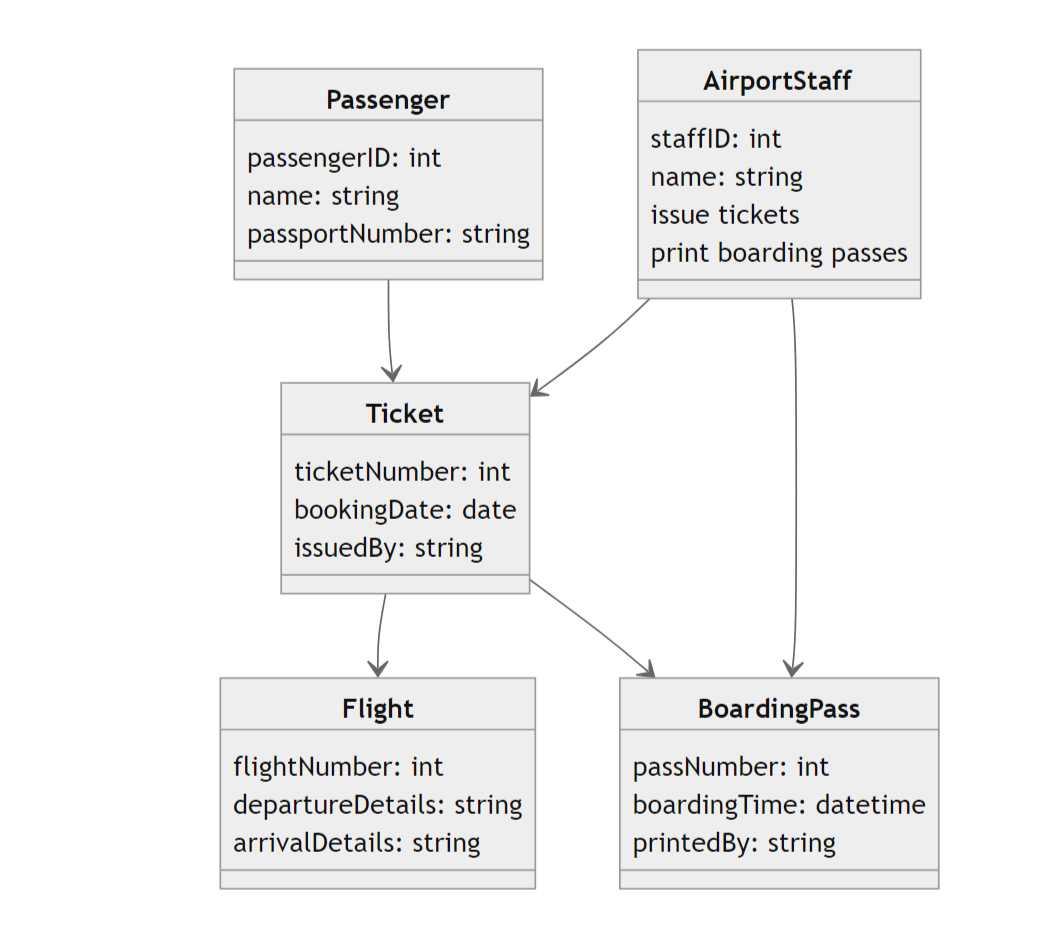 Passenger
passengerID: int
name: string
passportNumber: string
AirportStaff
staffID: int
name: string
issue tickets
print boarding passes
Ticket
ticketNumber: int
bookingDate: date
issuedBy: string
Flight
flightNumber: int
departureDetails: string
arrivalDetails: string
BoardingPass
passNumber: int
boardingTime: datetime
printedBy: string